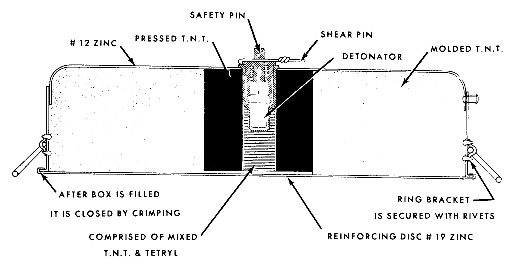 SAFETY PIN
# 12 ZINC
PRESSED T.N.T.
SHEAR PIN
DETONATOR
MOLDED T.N.T.
AFTER BOX IS FILLED
IT IS CLOSED BY CRIMPING
RING BRACKET
IS SECURED WITH RIVETS
COMPRISED OF MIXED
T.N.T. & TETRYL
REINFORCING DISC # 19 ZINC